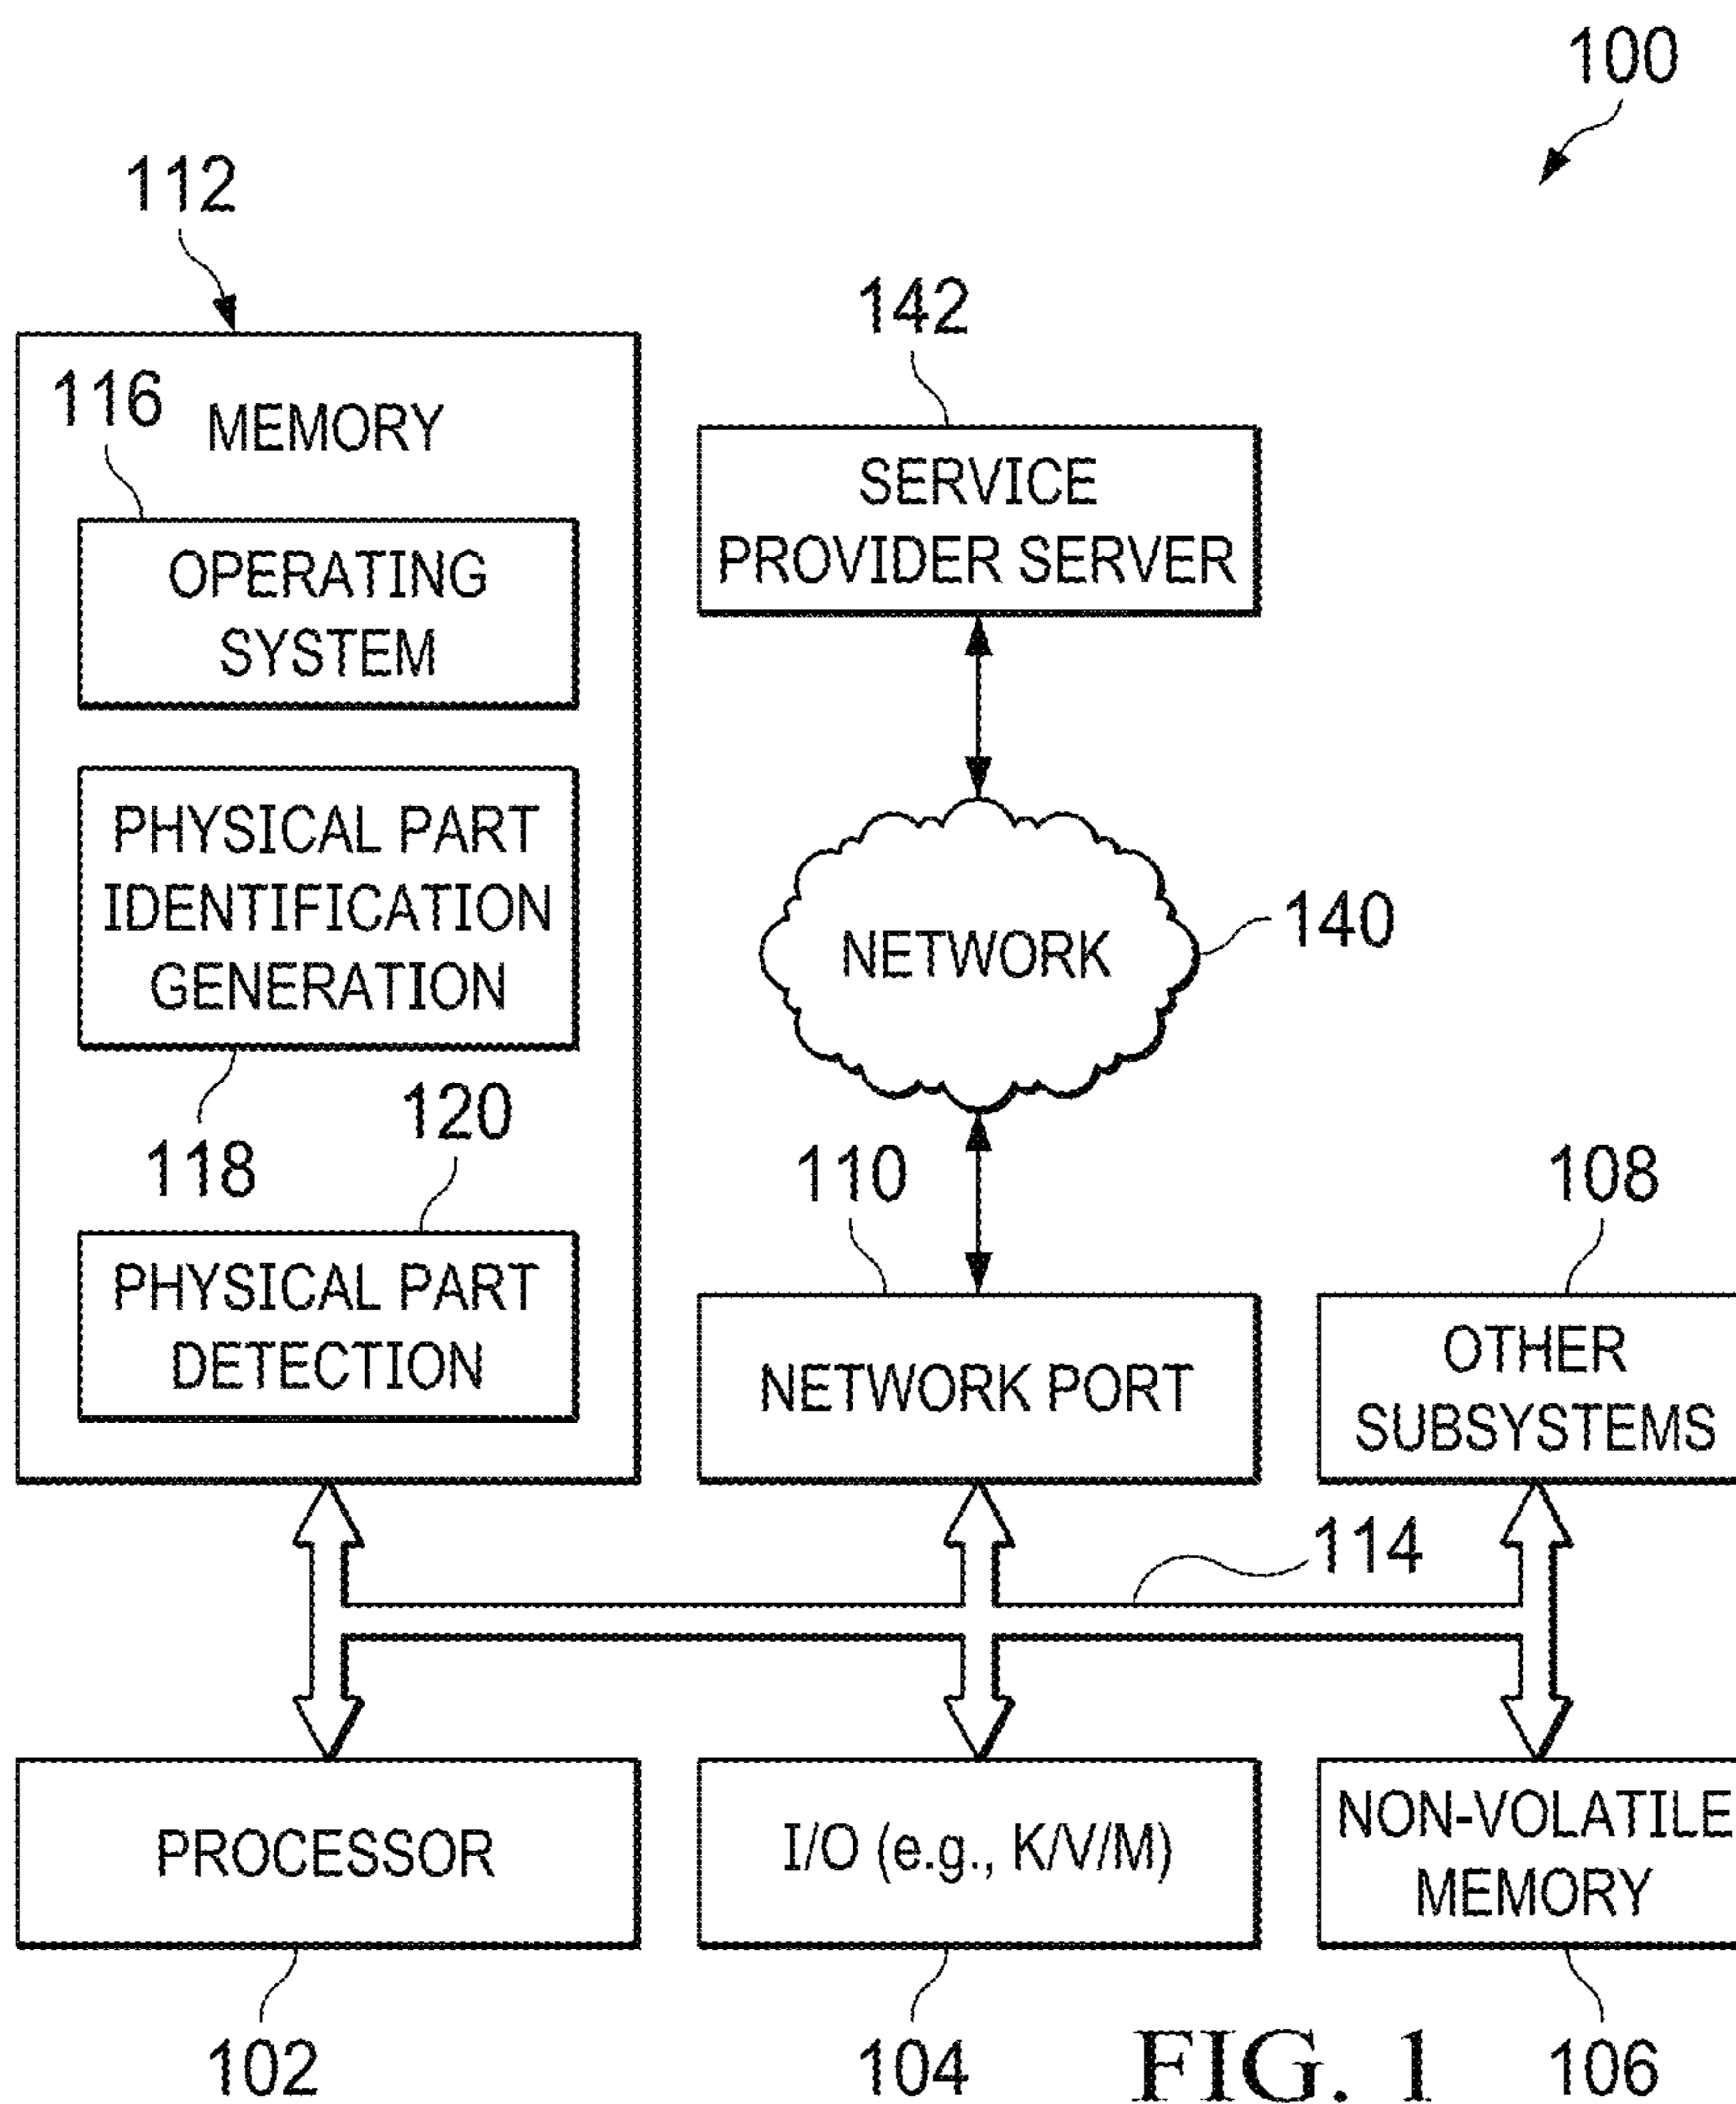 100
112
142
116
MEMORY
SERVICE
PROVIDER SERVER
OPERATING
SYSTEM
PHYSICAL PART
IDENTIFICATION
GENERATION
NETWORK
140
118
120
110
108
PHYSICAL PART
DETECTION
NETWORK PORT
OTHER
SUBSYSTEMS
114
PROCESSOR
I/O (e.g., K/V/M)
NON-VOLATILE
MEMORY
102
104
106
FIG. 1